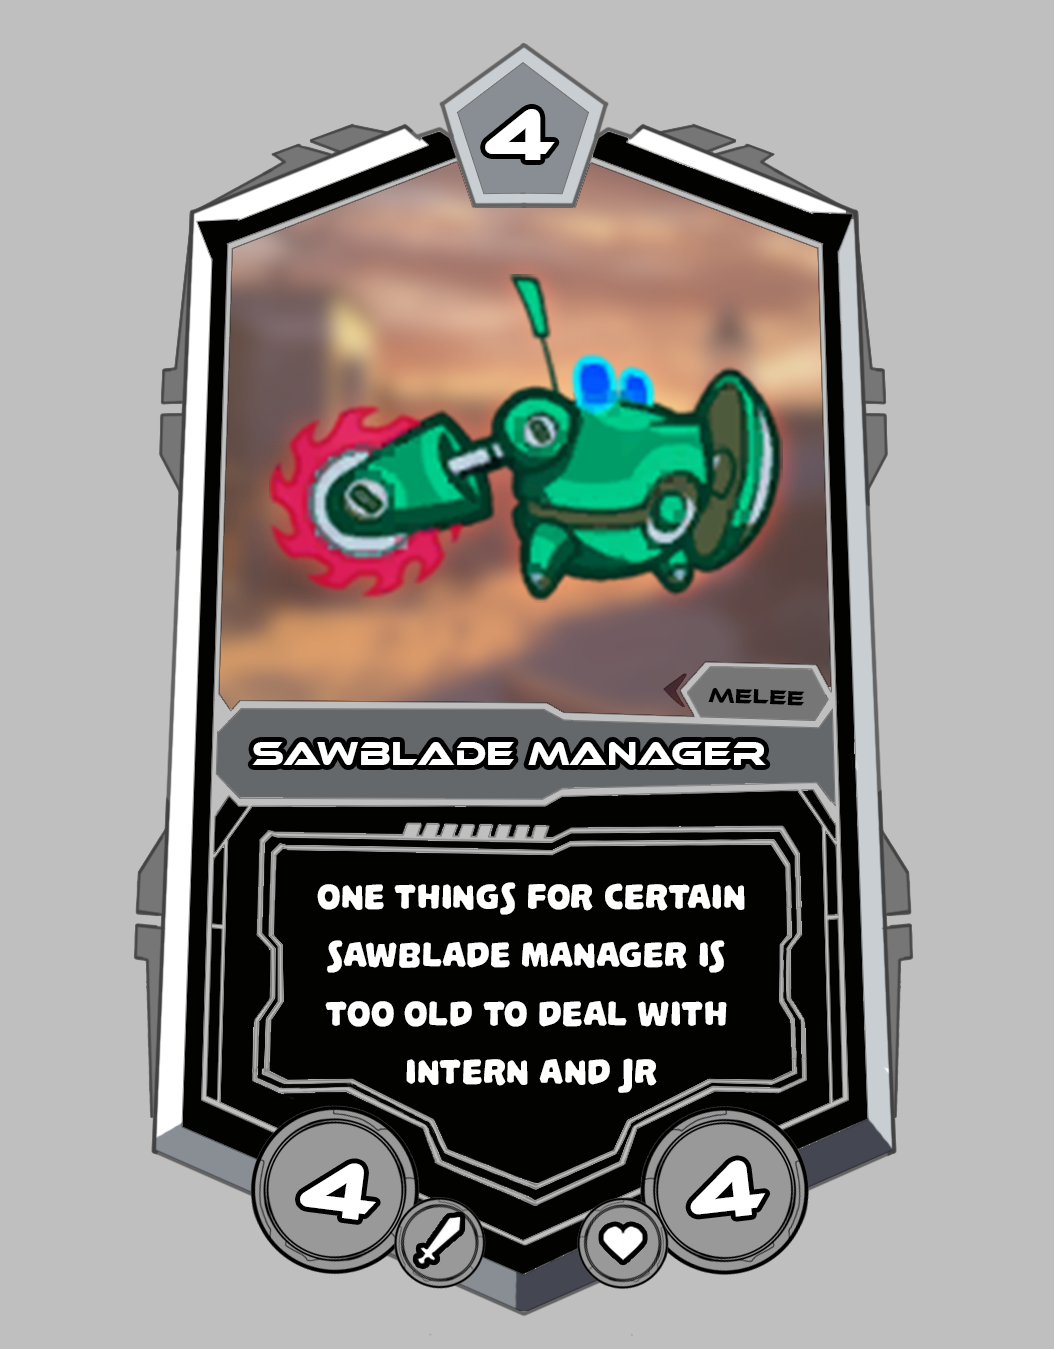 4
MELEE
SAWBLADE MANAGER
ONE THINGS FOR CERTAIN
SAWBLADE MANAGER IS
TOO OLD TO DEAL WITH
INTERN AND JR
4
4